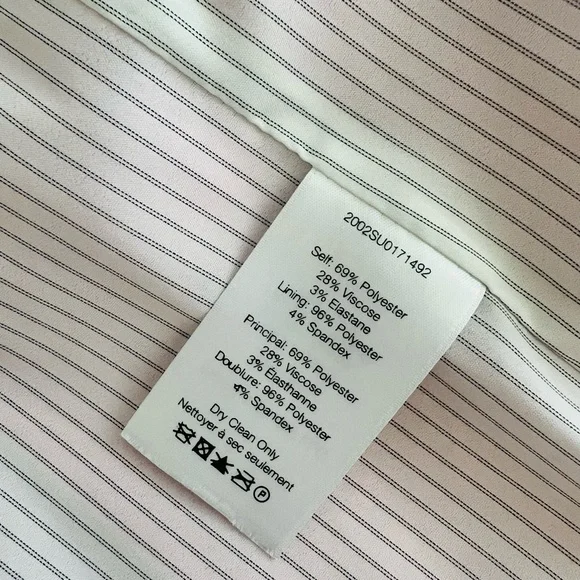 2002SU0171492
Self: 69% Polyester
28% Viscose
3% Elastane
Lining: 96% Polyester
4% Spandex
Principal: 69% Polyester
28% Viscose
3% Élasthanne
Doublure: 96% Polyester
4% Spandex
Dry Clean Only
Nettoyer à sec seulement
P